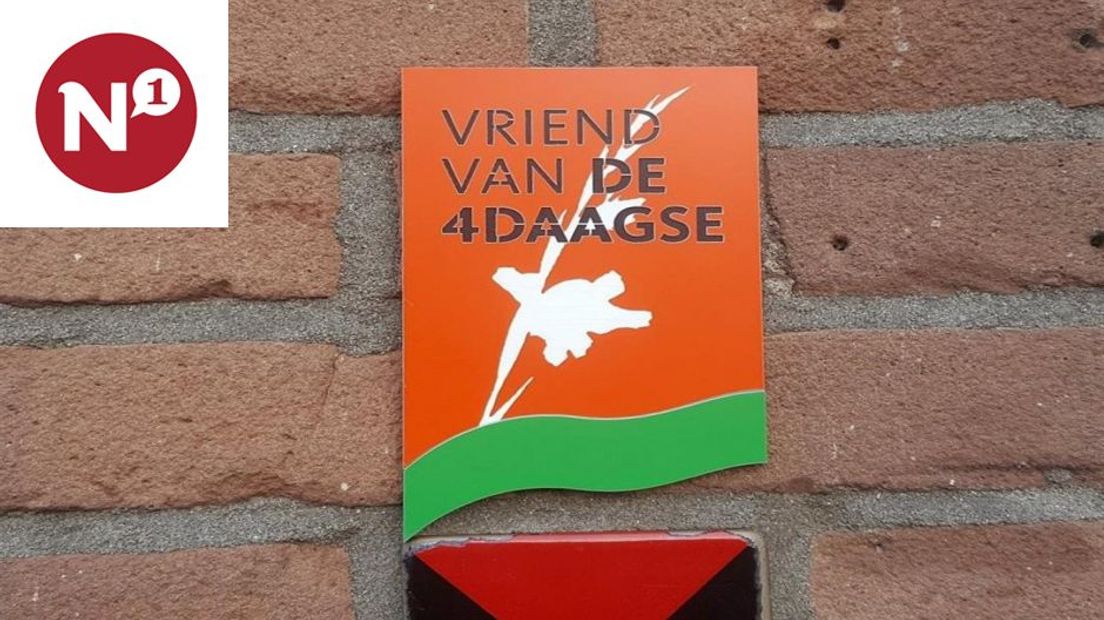 N1
VRIEND
VAN DE
4DAAGSE